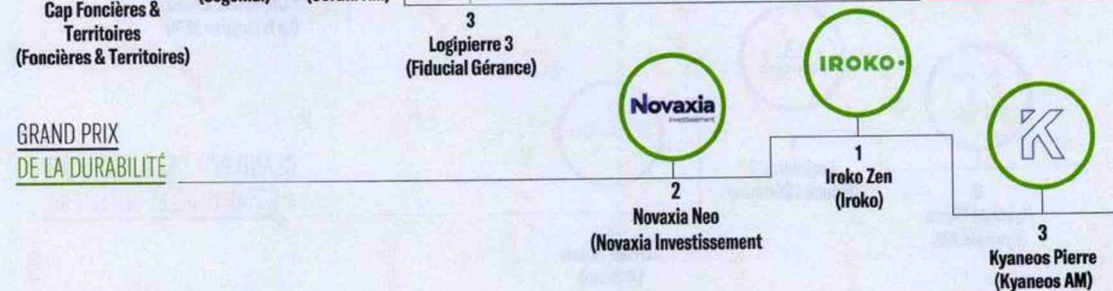 Cap Foncières &
Territoires
(Foncières & Territoires)
3
Logipierre 3
(Fiducial Gérance)
GRAND PRIX
DE LA DURABILITÉ
Novaxia
investissement
2
Novaxia Neo
(Novaxia Investissement
IROKO
1
Iroko Zen
(Iroko)
K
3
Kyaneos Pierre
(Kyaneos AM)